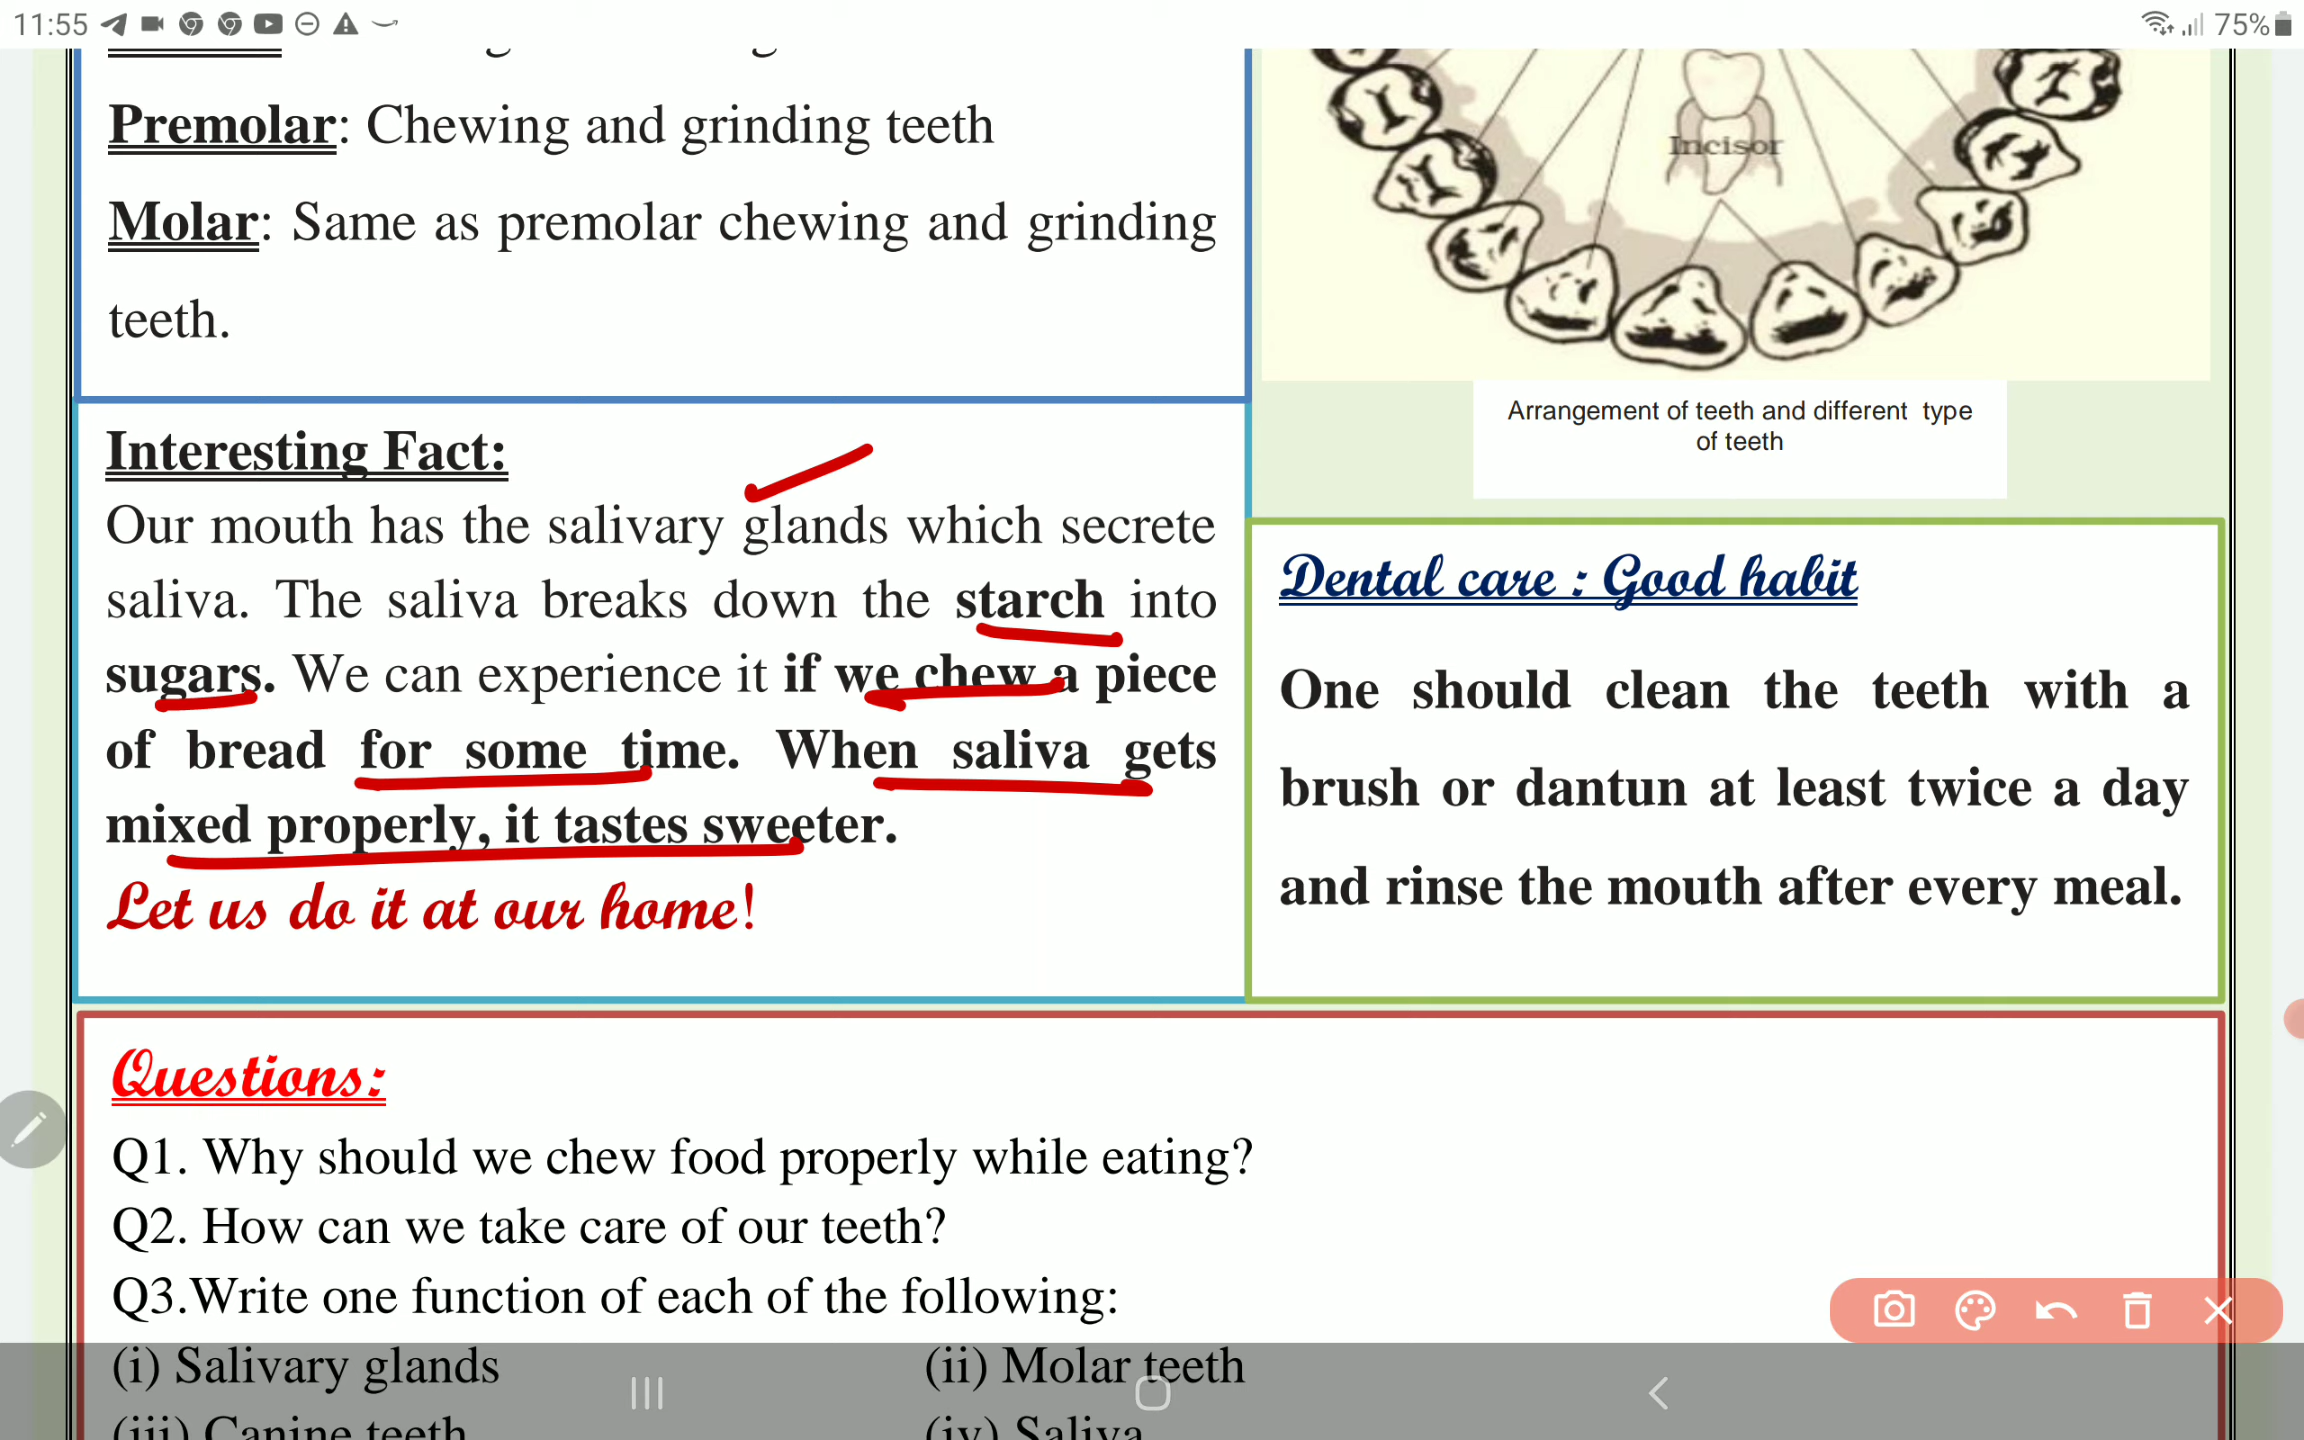 11:55
75%
Premolar: Chewing and grinding teeth
Molar: Same as premolar chewing and grinding
teeth.
Incisor
Arrangement of teeth and different type
of teeth
Interesting Fact:
Our mouth has the salivary glands which secrete
saliva. The saliva breaks down the starch into
sugars. We can experience it if we chew a piece
of bread for some time. When saliva gets
mixed properly, it tastes sweeter.
Let us do it at our home!
Dental care : Good habit
One should clean the teeth with a
brush or dantun at least twice a day
and rinse the mouth after every meal.
Questions:
Q1. Why should we chew food properly while eating?
Q2. How can we take care of our teeth?
Q3.Write one function of each of the following:
(i) Salivary glands (ii) Molar teeth
(iii) Canine teeth (iv) Saliva